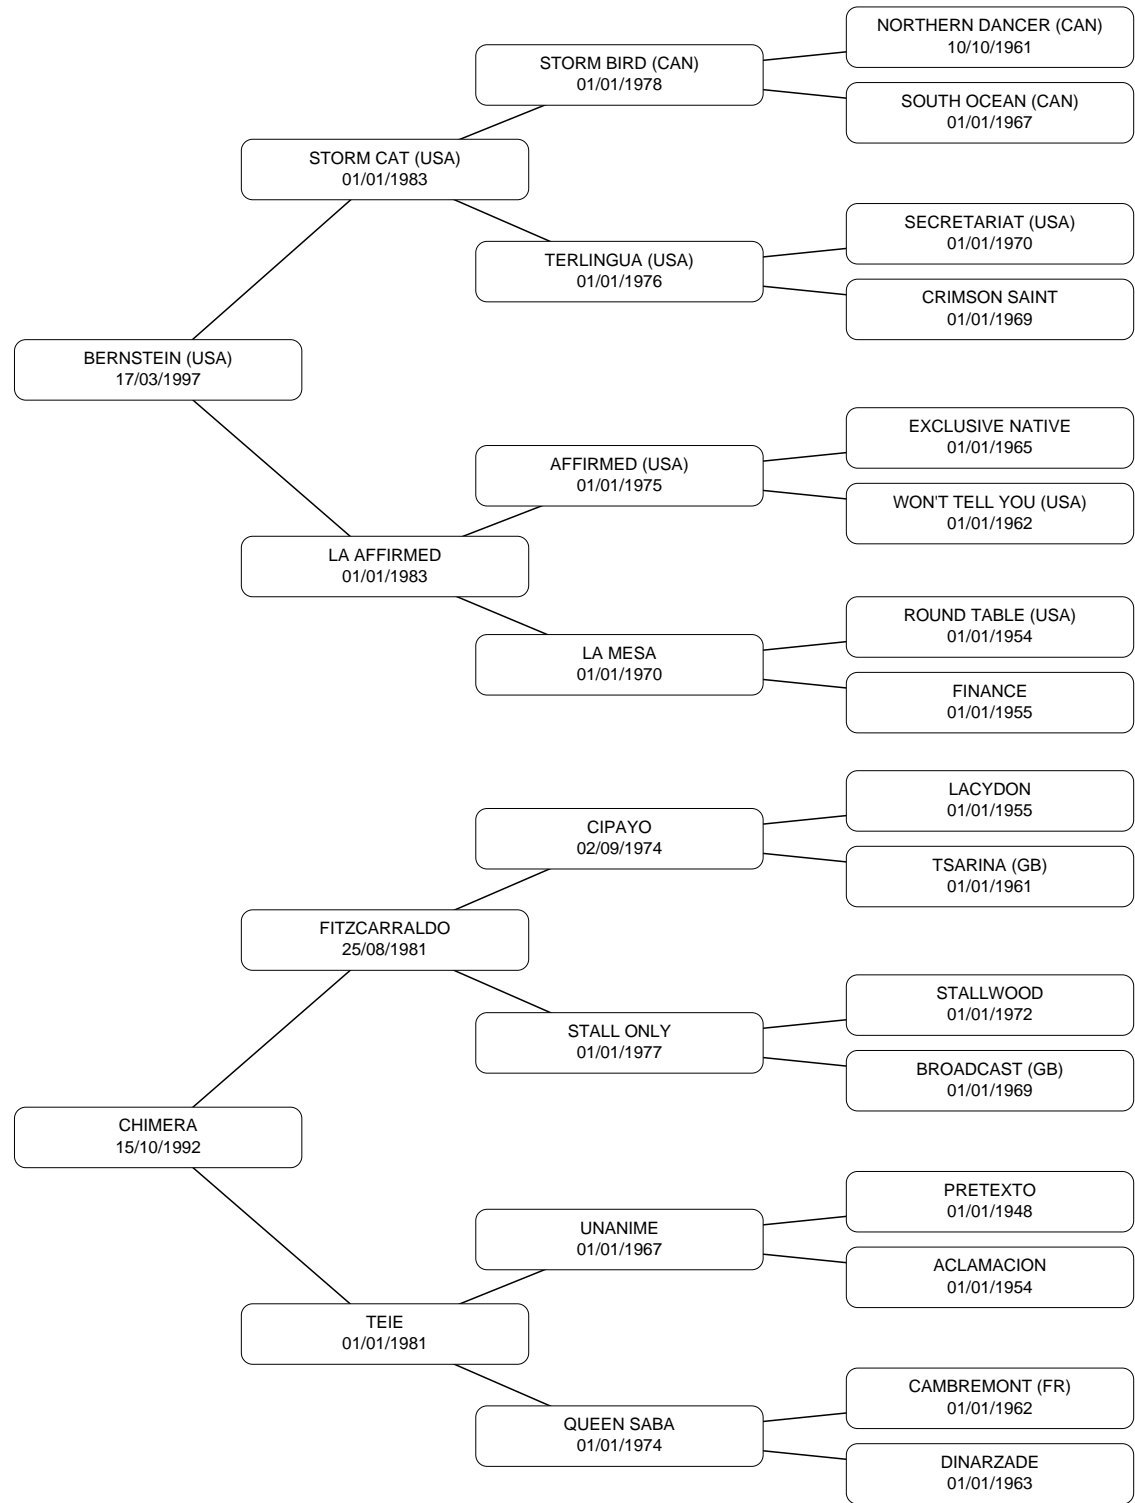 NORTHERN DANCER (CAN)
10/10/1961
STORM BIRD (CAN)
01/01/1978
SOUTH OCEAN (CAN)
01/01/1967
STORM CAT (USA)
01/01/1983
SECRETARIAT (USA)
01/01/1970
TERLINGUA (USA)
01/01/1976
CRIMSON SAINT
01/01/1969
BERNSTEIN (USA)
17/03/1997
EXCLUSIVE NATIVE
01/01/1965
AFFIRMED (USA)
01/01/1975
WON'T TELL YOU (USA)
01/01/1962
LA AFFIRMED
01/01/1983
ROUND TABLE (USA)
01/01/1954
LA MESA
01/01/1970
FINANCE
01/01/1955
LACYDON
01/01/1955
CIPAYO
02/09/1974
TSARINA (GB)
01/01/1961
FITZCARRALDO
25/08/1981
STALLWOOD
01/01/1972
STALL ONLY
01/01/1977
BROADCAST (GB)
01/01/1969
CHIMERA
15/10/1992
PRETEXTO
01/01/1948
UNANIME
01/01/1967
ACLAMACION
01/01/1954
TEIE
01/01/1981
CAMBREMONT (FR)
01/01/1962
QUEEN SABA
01/01/1974
DINARZADE
01/01/1963